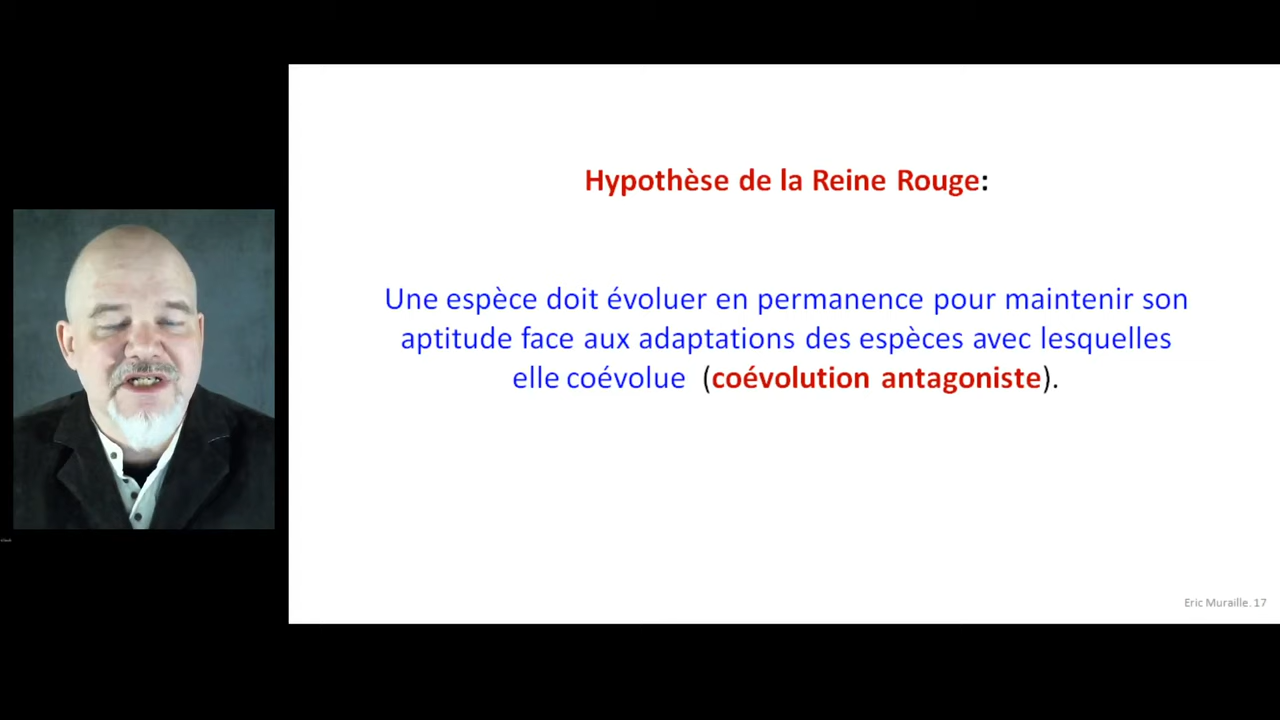 Hypothèse de la Reine Rouge:
Une espèce doit évoluer en permanence pour maintenir son
aptitude face aux adaptations des espèces avec lesquelles
elle coévolue (coévolution antagoniste).
Eric Muraille. 17